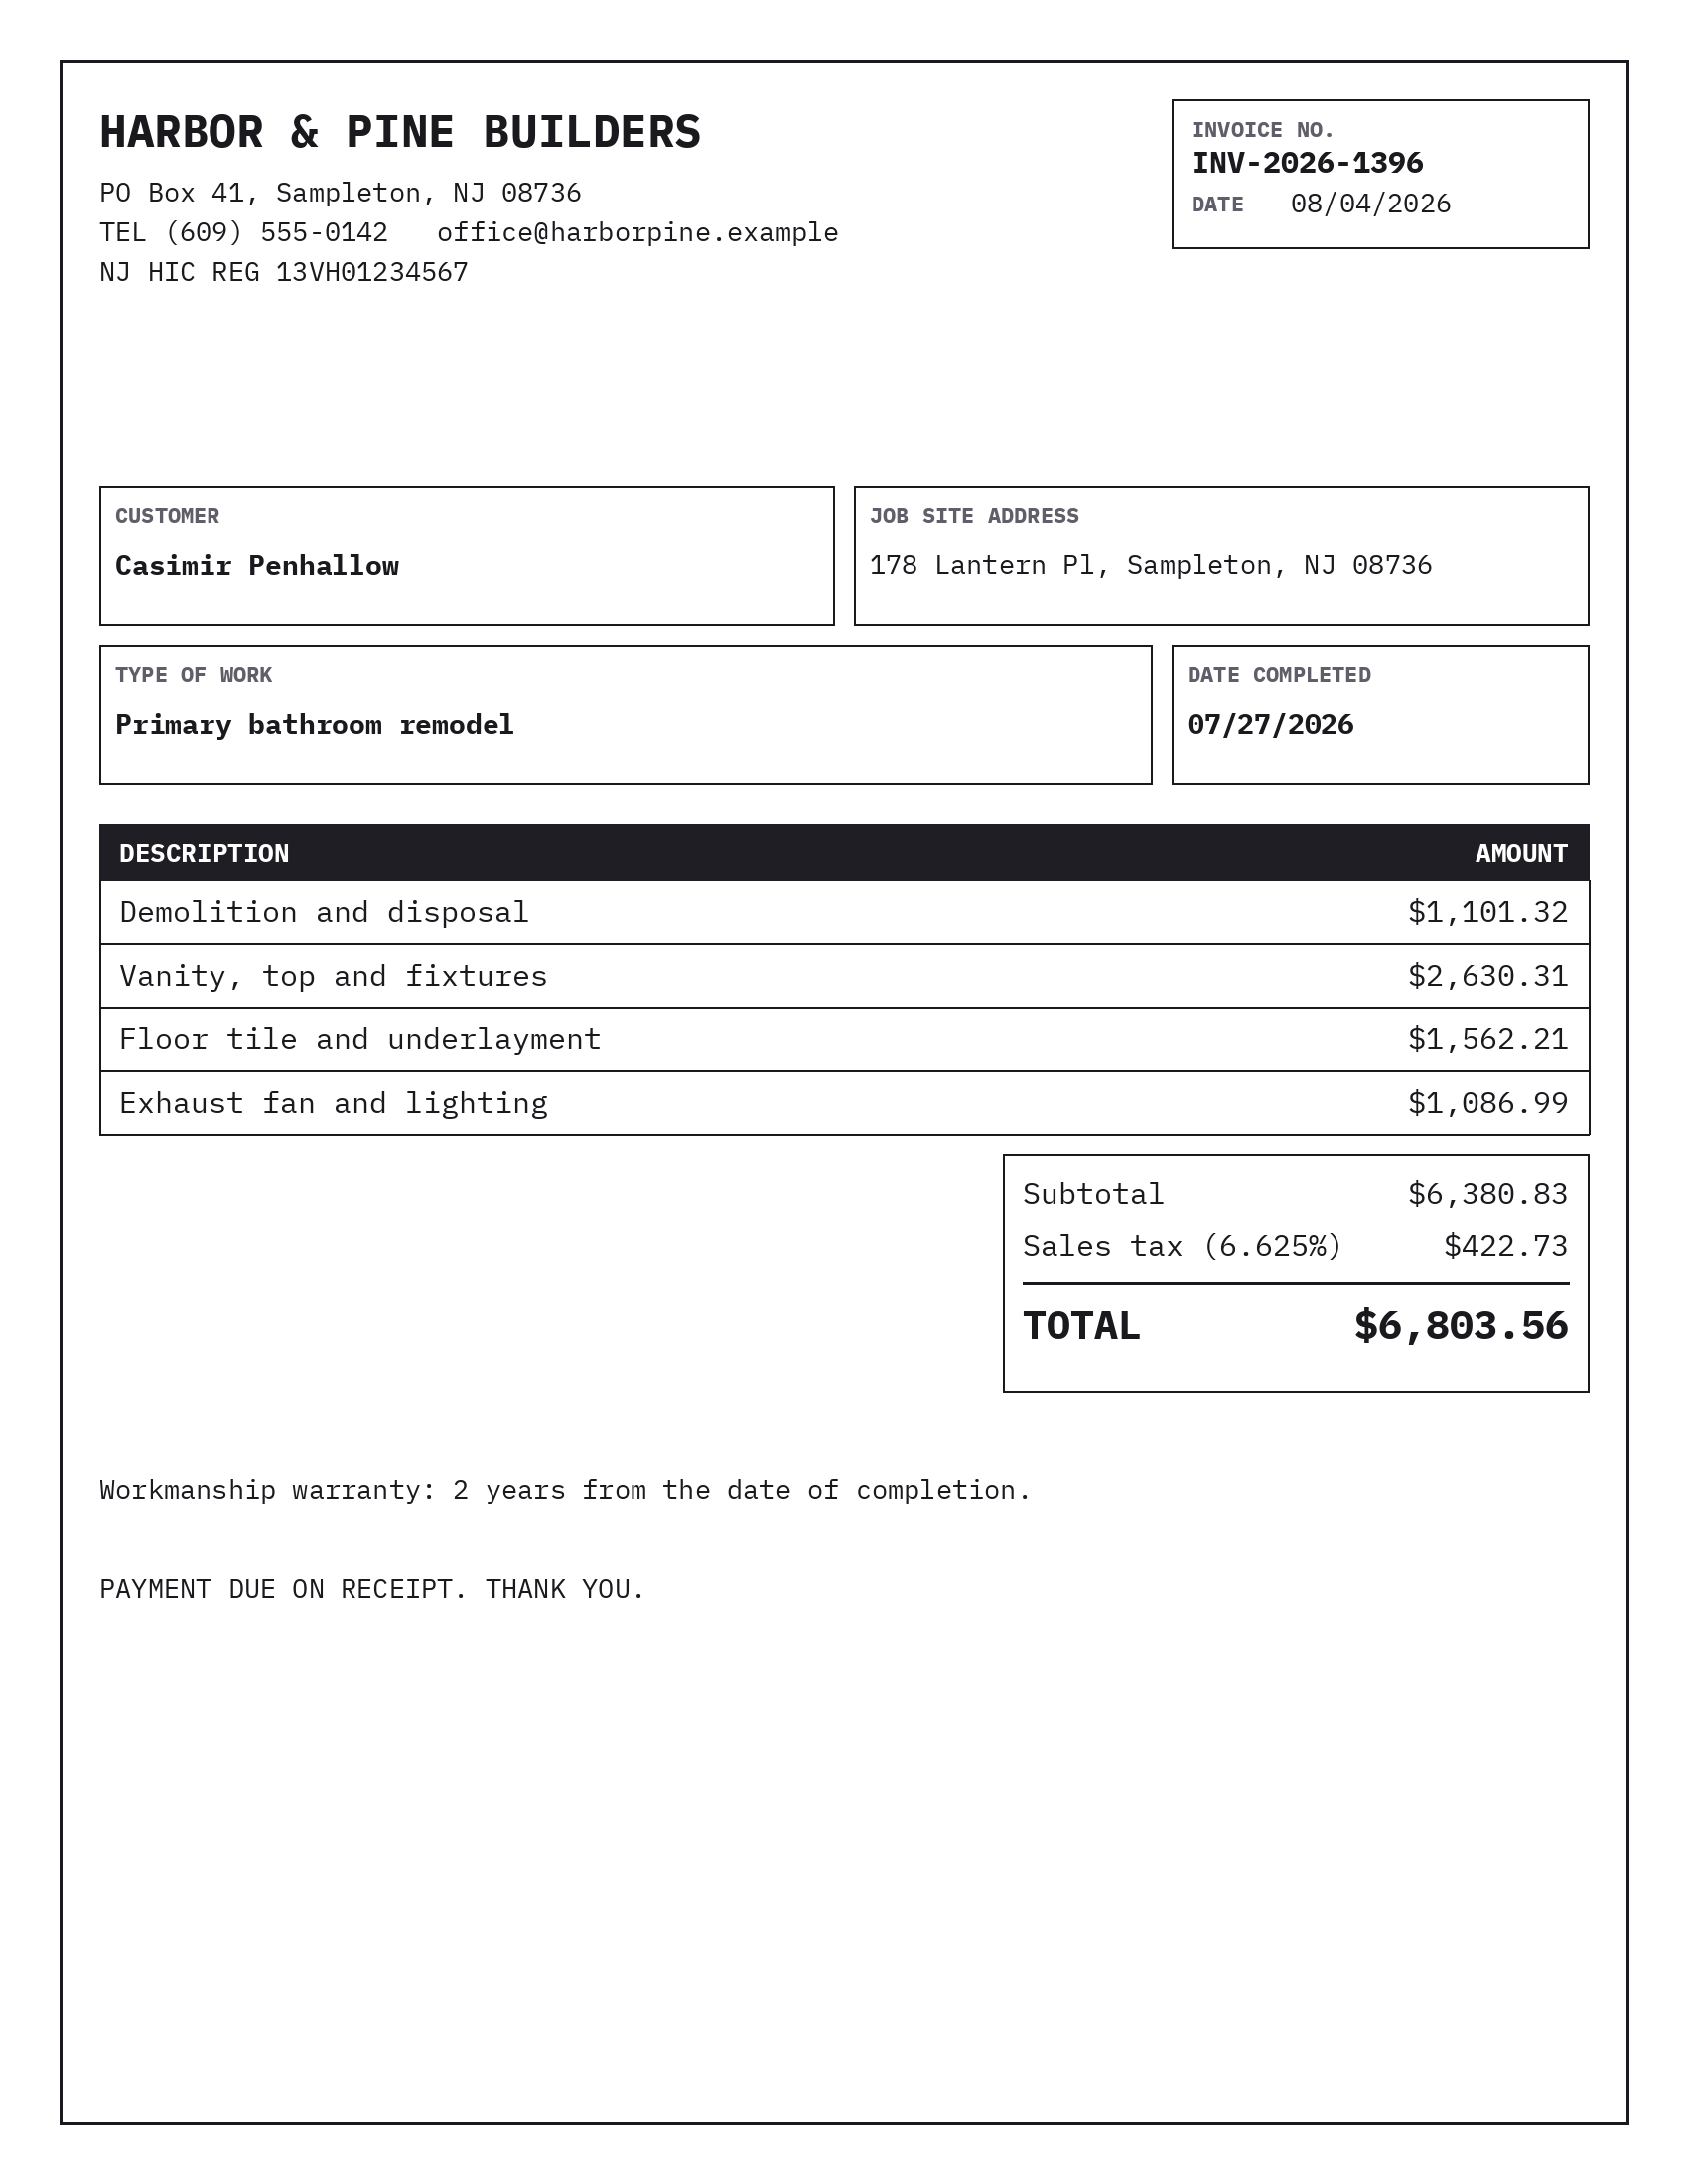 HARBOR & PINE BUILDERS
PO Box 41, Sampleton, NJ 08736
TEL (609) 555-0142 office@harborpine.example
NJ HIC REG 13VH01234567
INVOICE NO.
INV-2026-1396
DATE 08/04/2026
CUSTOMER
Casimir Penhallow
JOB SITE ADDRESS
178 Lantern Pl, Sampleton, NJ 08736
TYPE OF WORK
Primary bathroom remodel
DATE COMPLETED
07/27/2026
DESCRIPTION AMOUNT
Demolition and disposal $1,101.32
Vanity, top and fixtures $2,630.31
Floor tile and underlayment $1,562.21
Exhaust fan and lighting $1,086.99
Subtotal $6,380.83
Sales tax (6.625%) $422.73
TOTAL $6,803.56
Workmanship warranty: 2 years from the date of completion.
PAYMENT DUE ON RECEIPT. THANK YOU.